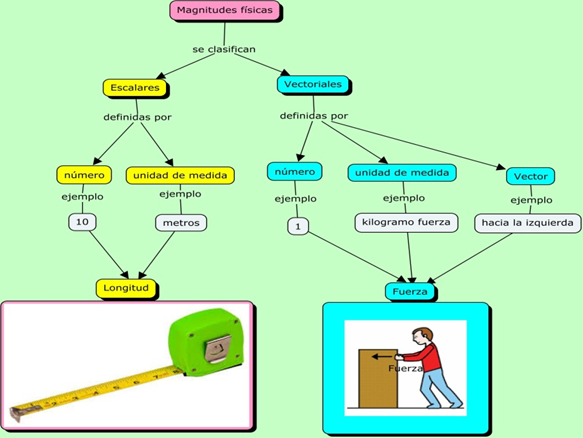 Magnitudes físicas
se clasifican
Escalares
Vectoriales
definidas por
definidas por
número
unidad de medida
número
unidad de medida
Vector
ejemplo
ejemplo
ejemplo
ejemplo
ejemplo
10
metros
1
kilogramo fuerza
hacia la izquierda
Longitud
Fuerza
Fuerza